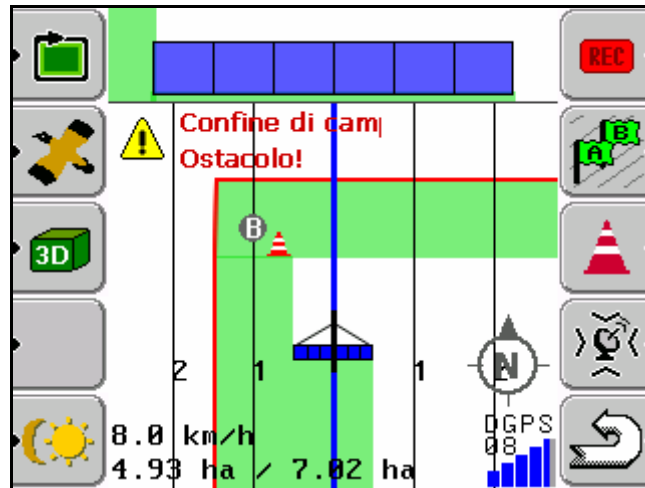 REC
Confine di cam
Ostacolo!
A B
B
3D
2 1 1 2
N
8.0 km/h
DGPS
08
4.93 ha / 7.02 ha